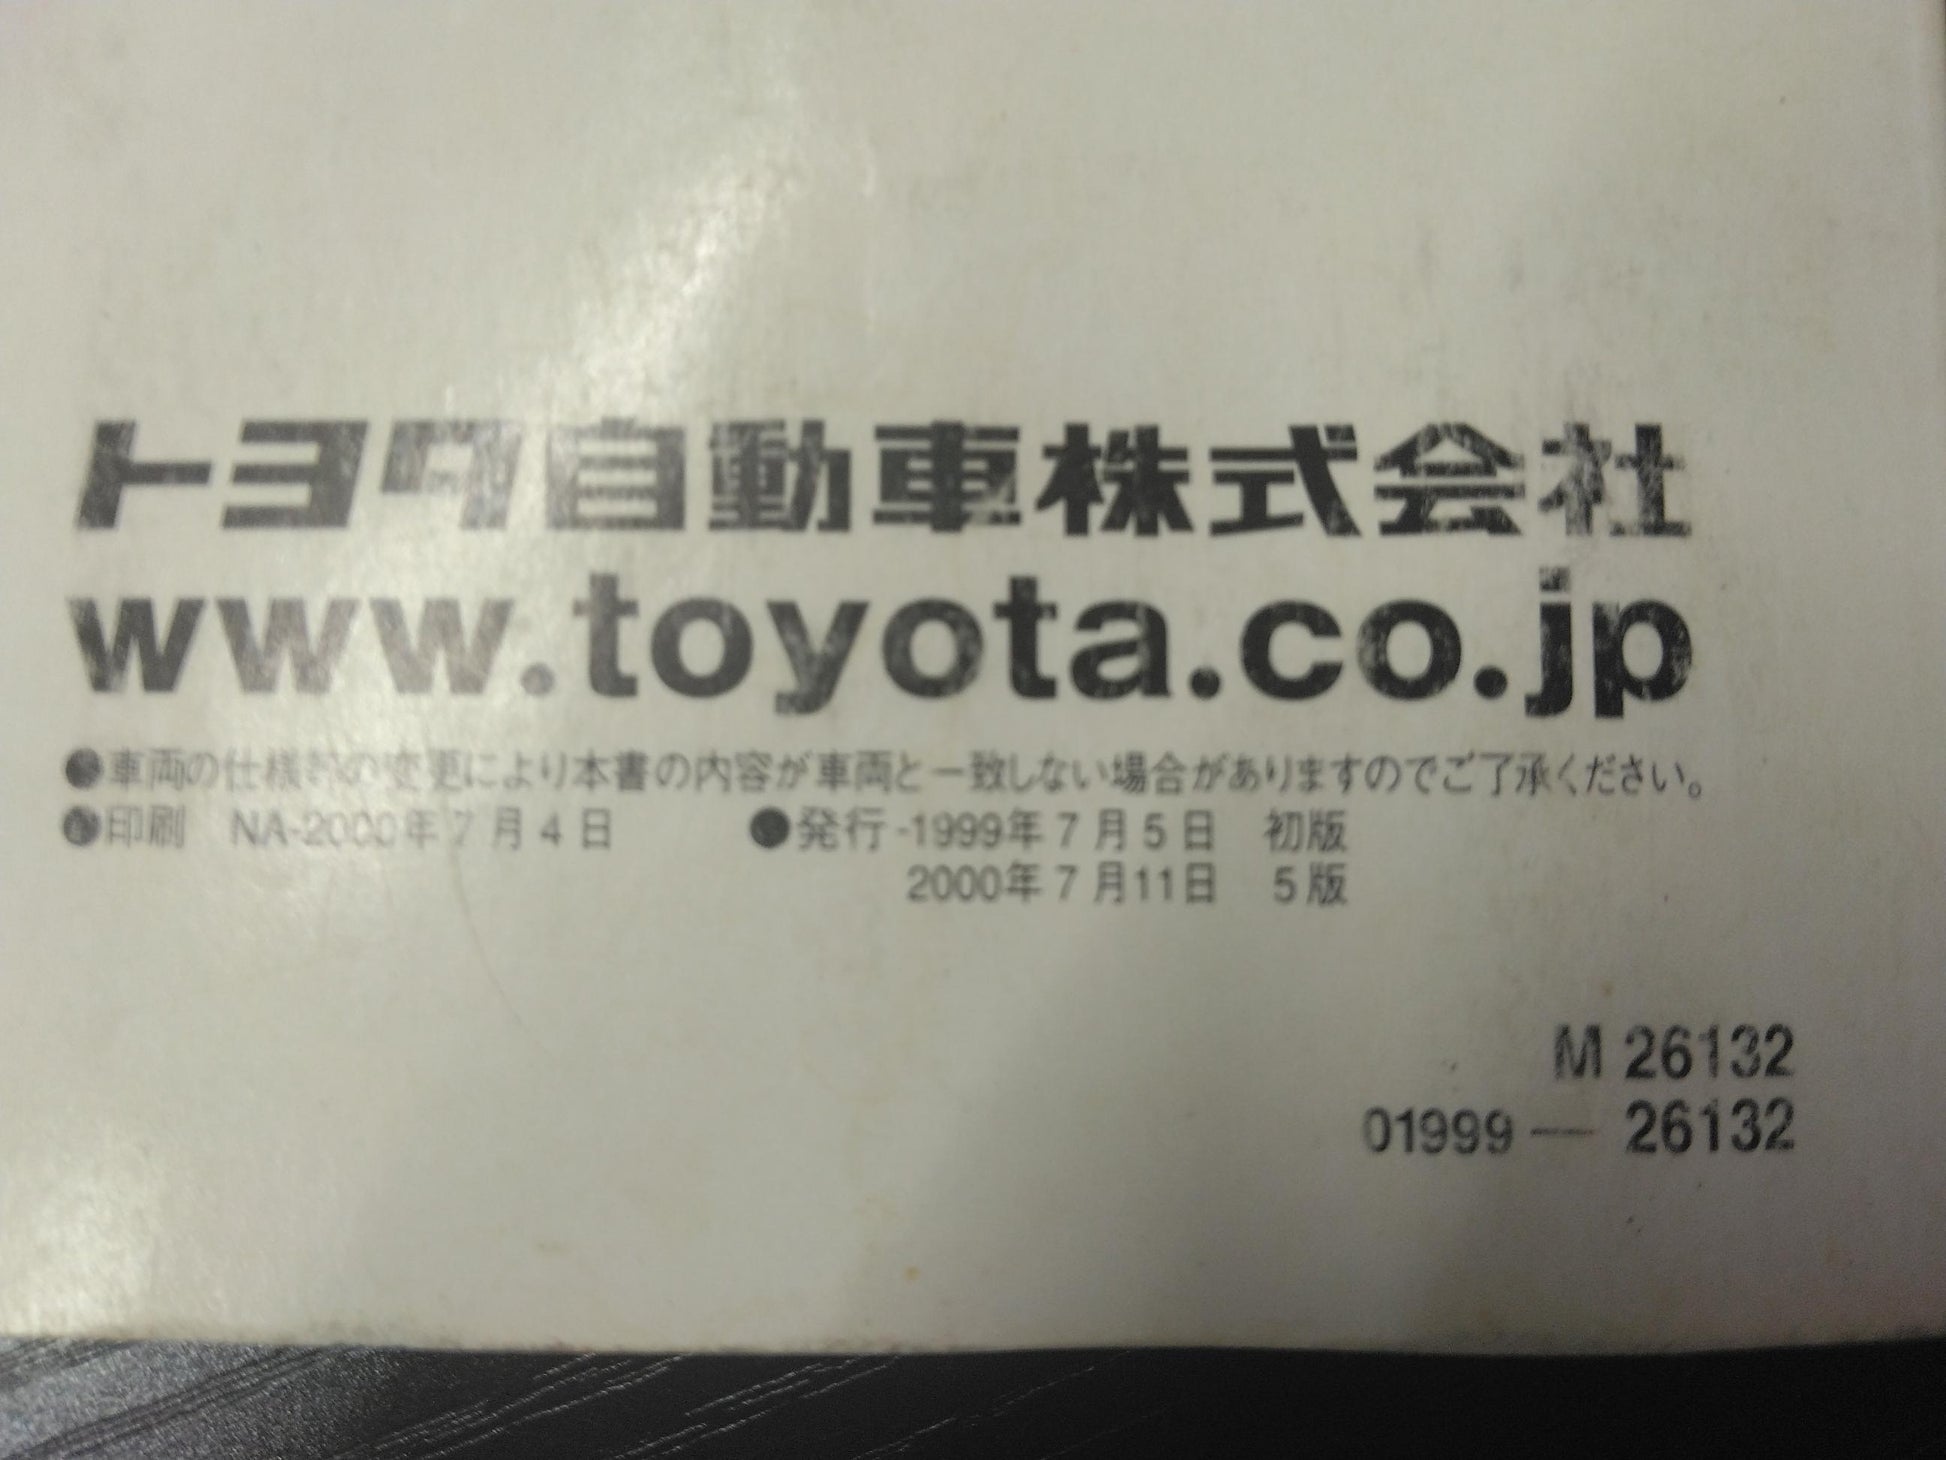 トヨタ自動車株式会社
www.toyota.co.jp
●車両の仕様等の変更により本書の内容が車両と一致しない場合がありますのでご了承ください。
●印刷 NA-2000年7月4日 ●発行-1999年7月5日 初版
2000年7月11日 5版
M 26132
01999— 26132